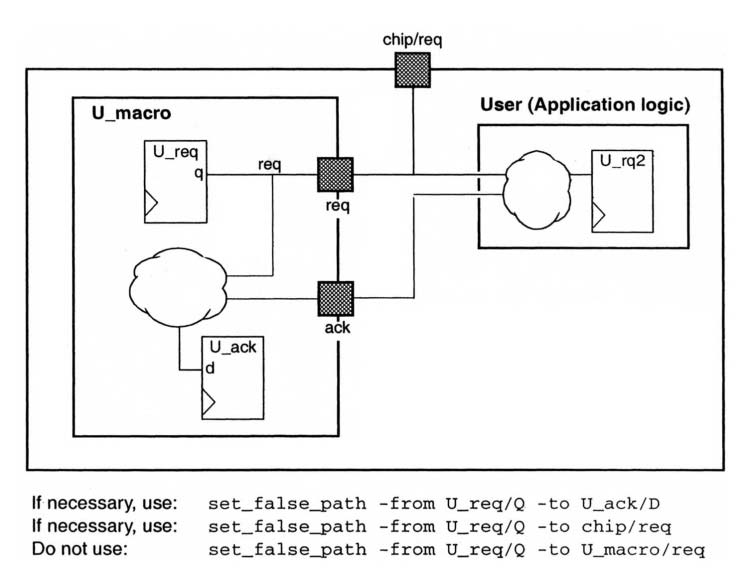 chip/req
U_macro
User (Application logic)
U_req
q
req
U_rq2
req
ack
U_ack
d
If necessary, use: set_false_path -from U_req/Q -to U_ack/D
If necessary, use: set_false_path -from U_req/Q -to chip/req
Do not use: set_false_path -from U_req/Q -to U_macro/req